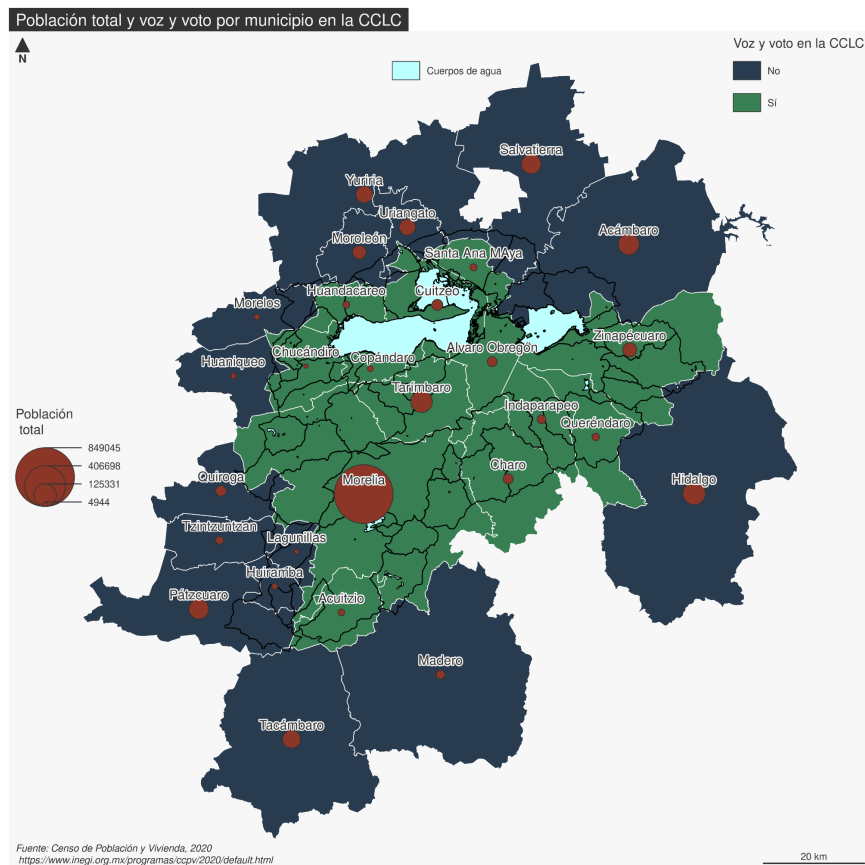 Población total y voz y voto por municipio en la CCLC
N
Voz y voto en la CCLC
Cuerpos de agua
No
Sí
Salvatierra
Yuriria
Uriangato
Acámbaro
Moroleón
Santa Ana MAya
Huandacareo
Cuitzeo
Morelos
Zinapécuaro
Alvaro Obregón
Chucándiro
Copándaro
Huaniqueo
Tarímbaro
Indaparapeo
Población
total
Queréndaro
849045
406698
125331
4944
Charo
Quiroga
Morelia
Hidalgo
Tzintzuntzan
Lagunillas
Huiramba
Pátzcuaro
Acuitzio
Madero
Tacámbaro
Fuente: Censo de Población y Vivienda, 2020
https://www.inegi.org.mx/programas/ccpv/2020/default.html
20 km